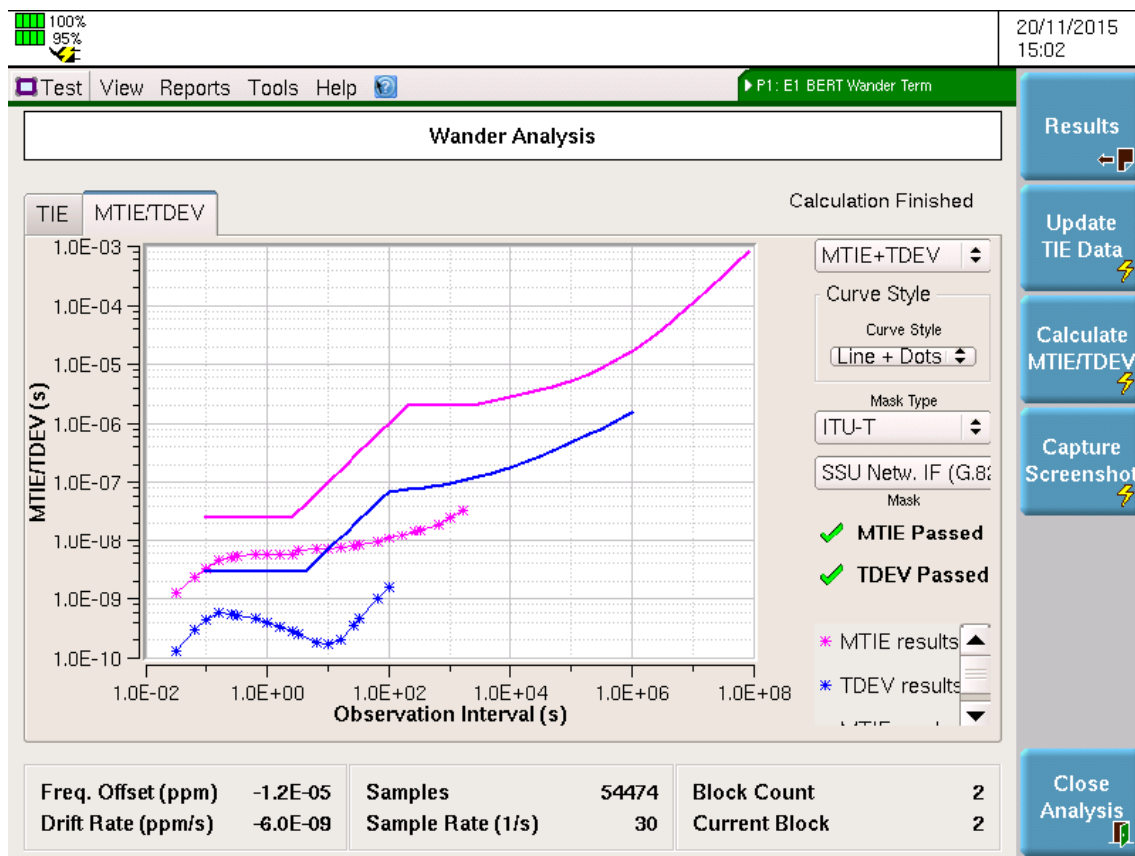 100%
95%
20/11/2015
15:02
Test View Reports Tools Help
P1: E1 BERT Wander Term
Wander Analysis
Results
Update
TIE Data
Calculate
MTIE/TDEV
Capture
Screenshot
Close
Analysis
TIE MTIE/TDEV
Calculation Finished
MTIE/TDEV (s)
1.0E-03
1.0E-04
1.0E-05
1.0E-06
1.0E-07
1.0E-08
1.0E-09
1.0E-10
1.0E-02 1.0E+00 1.0E+02 1.0E+04 1.0E+06 1.0E+08
Observation Interval (s)
MTIE+TDEV
Curve Style
Curve Style
Line + Dots
Mask Type
ITU-T
SSU Netw. IF (G.82
Mask
MTIE Passed
TDEV Passed
MTIE results
TDEV results
Freq. Offset (ppm) -1.2E-05
Drift Rate (ppm/s) -6.0E-09
Samples 54474
Sample Rate (1/s) 30
Block Count 2
Current Block 2